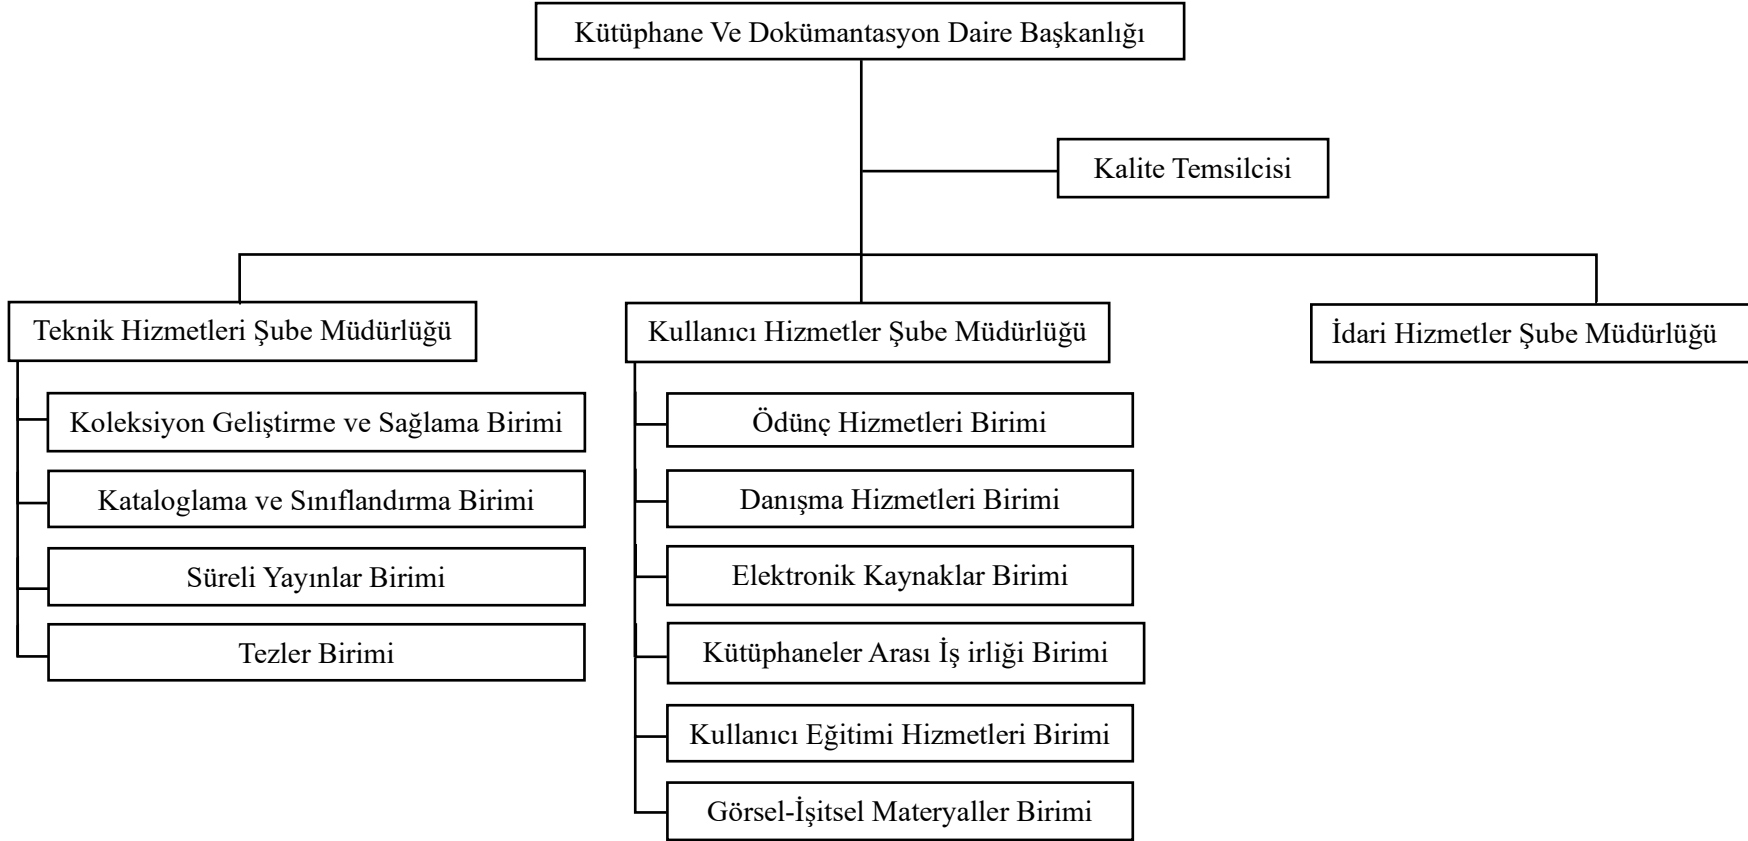 Kütüphane Ve Dokümantasyon Daire Başkanlığı
Kalite Temsilcisi
Teknik Hizmetleri Şube Müdürlüğü
Koleksiyon Geliştirme ve Sağlama Birimi
Kataloglama ve Sınıflandırma Birimi
Süreli Yayınlar Birimi
Tezler Birimi
Kullanıcı Hizmetler Şube Müdürlüğü
Ödünç Hizmetleri Birimi
Danışma Hizmetleri Birimi
Elektronik Kaynaklar Birimi
Kütüphaneler Arası İş irliği Birimi
Kullanıcı Eğitimi Hizmetleri Birimi
Görsel-İşitsel Materyaller Birimi
İdari Hizmetler Şube Müdürlüğü